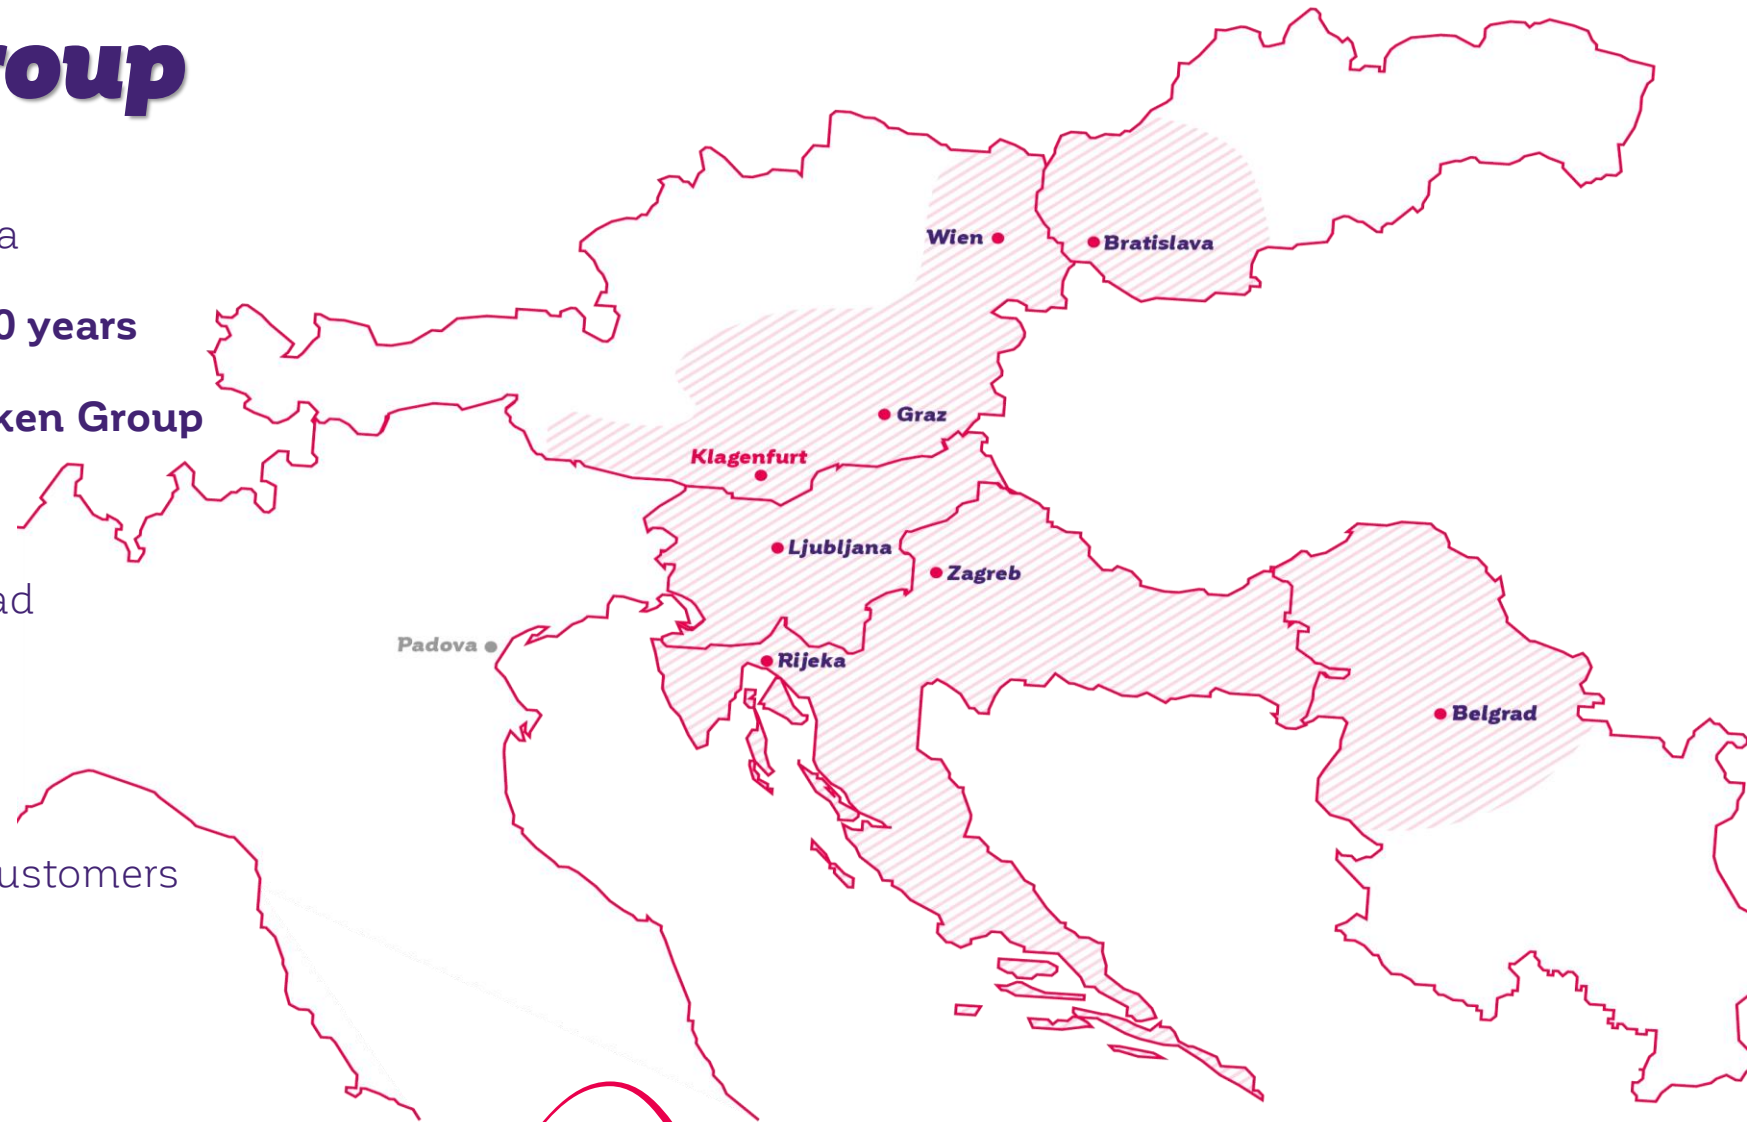 roup
a
0 years
ken Group
ad
ustomers
Wien
Bratislava
Graz
Klagenfurt
Ljubljana
Zagreb
Padova
Rijeka
Belgrad